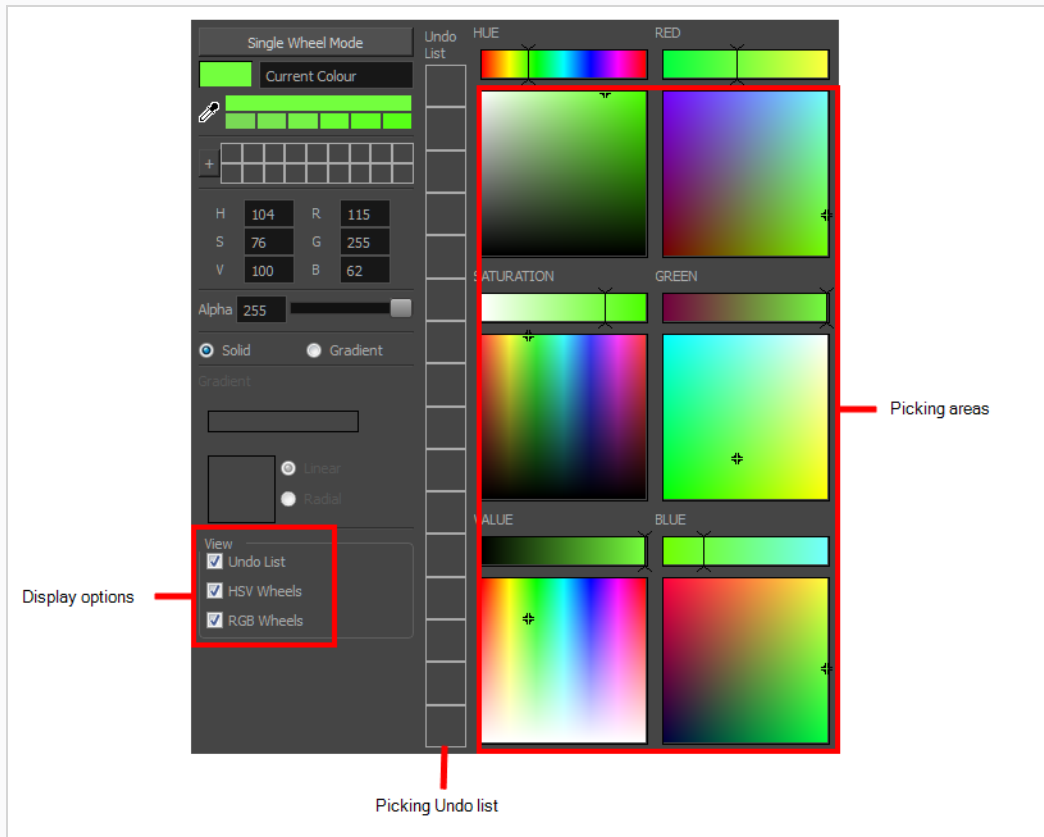 Single Wheel Mode
Current Colour
+
H 104 R 115
S 76 G 255
V 100 B 62
Alpha 255
Solid Gradient
Gradient
Linear
Radial
View
Undo List
HSV Wheels
RGB Wheels
Undo
List
HUE RED
SATURATION GREEN
VALUE BLUE
Display options
Picking areas
Picking Undo list